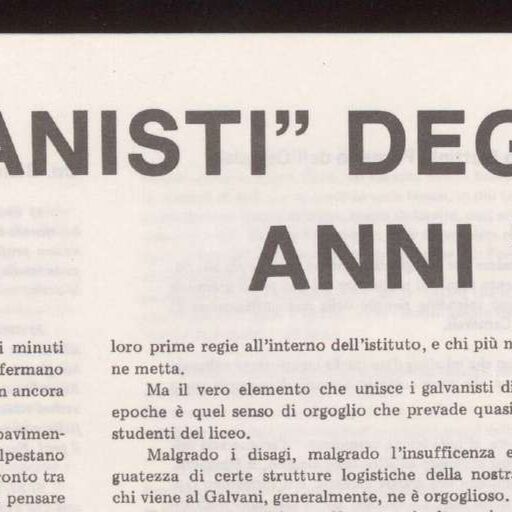 ANISTI” DEG
ANNI
i minuti
fermano
n ancora
pavimen-
lpestano
ronto tra
pensare
loro prime regie all'interno dell'istituto, e chi più n
ne metta.
Ma il vero elemento che unisce i galvanisti di
epoche è quel senso di orgoglio che prevade quasi
studenti del liceo.
Malgrado i disagi, malgrado l'insufficenza e
guatezza di certe strutture logistiche della nostra
chi viene al Galvani, generalmente, ne è orgoglioso.